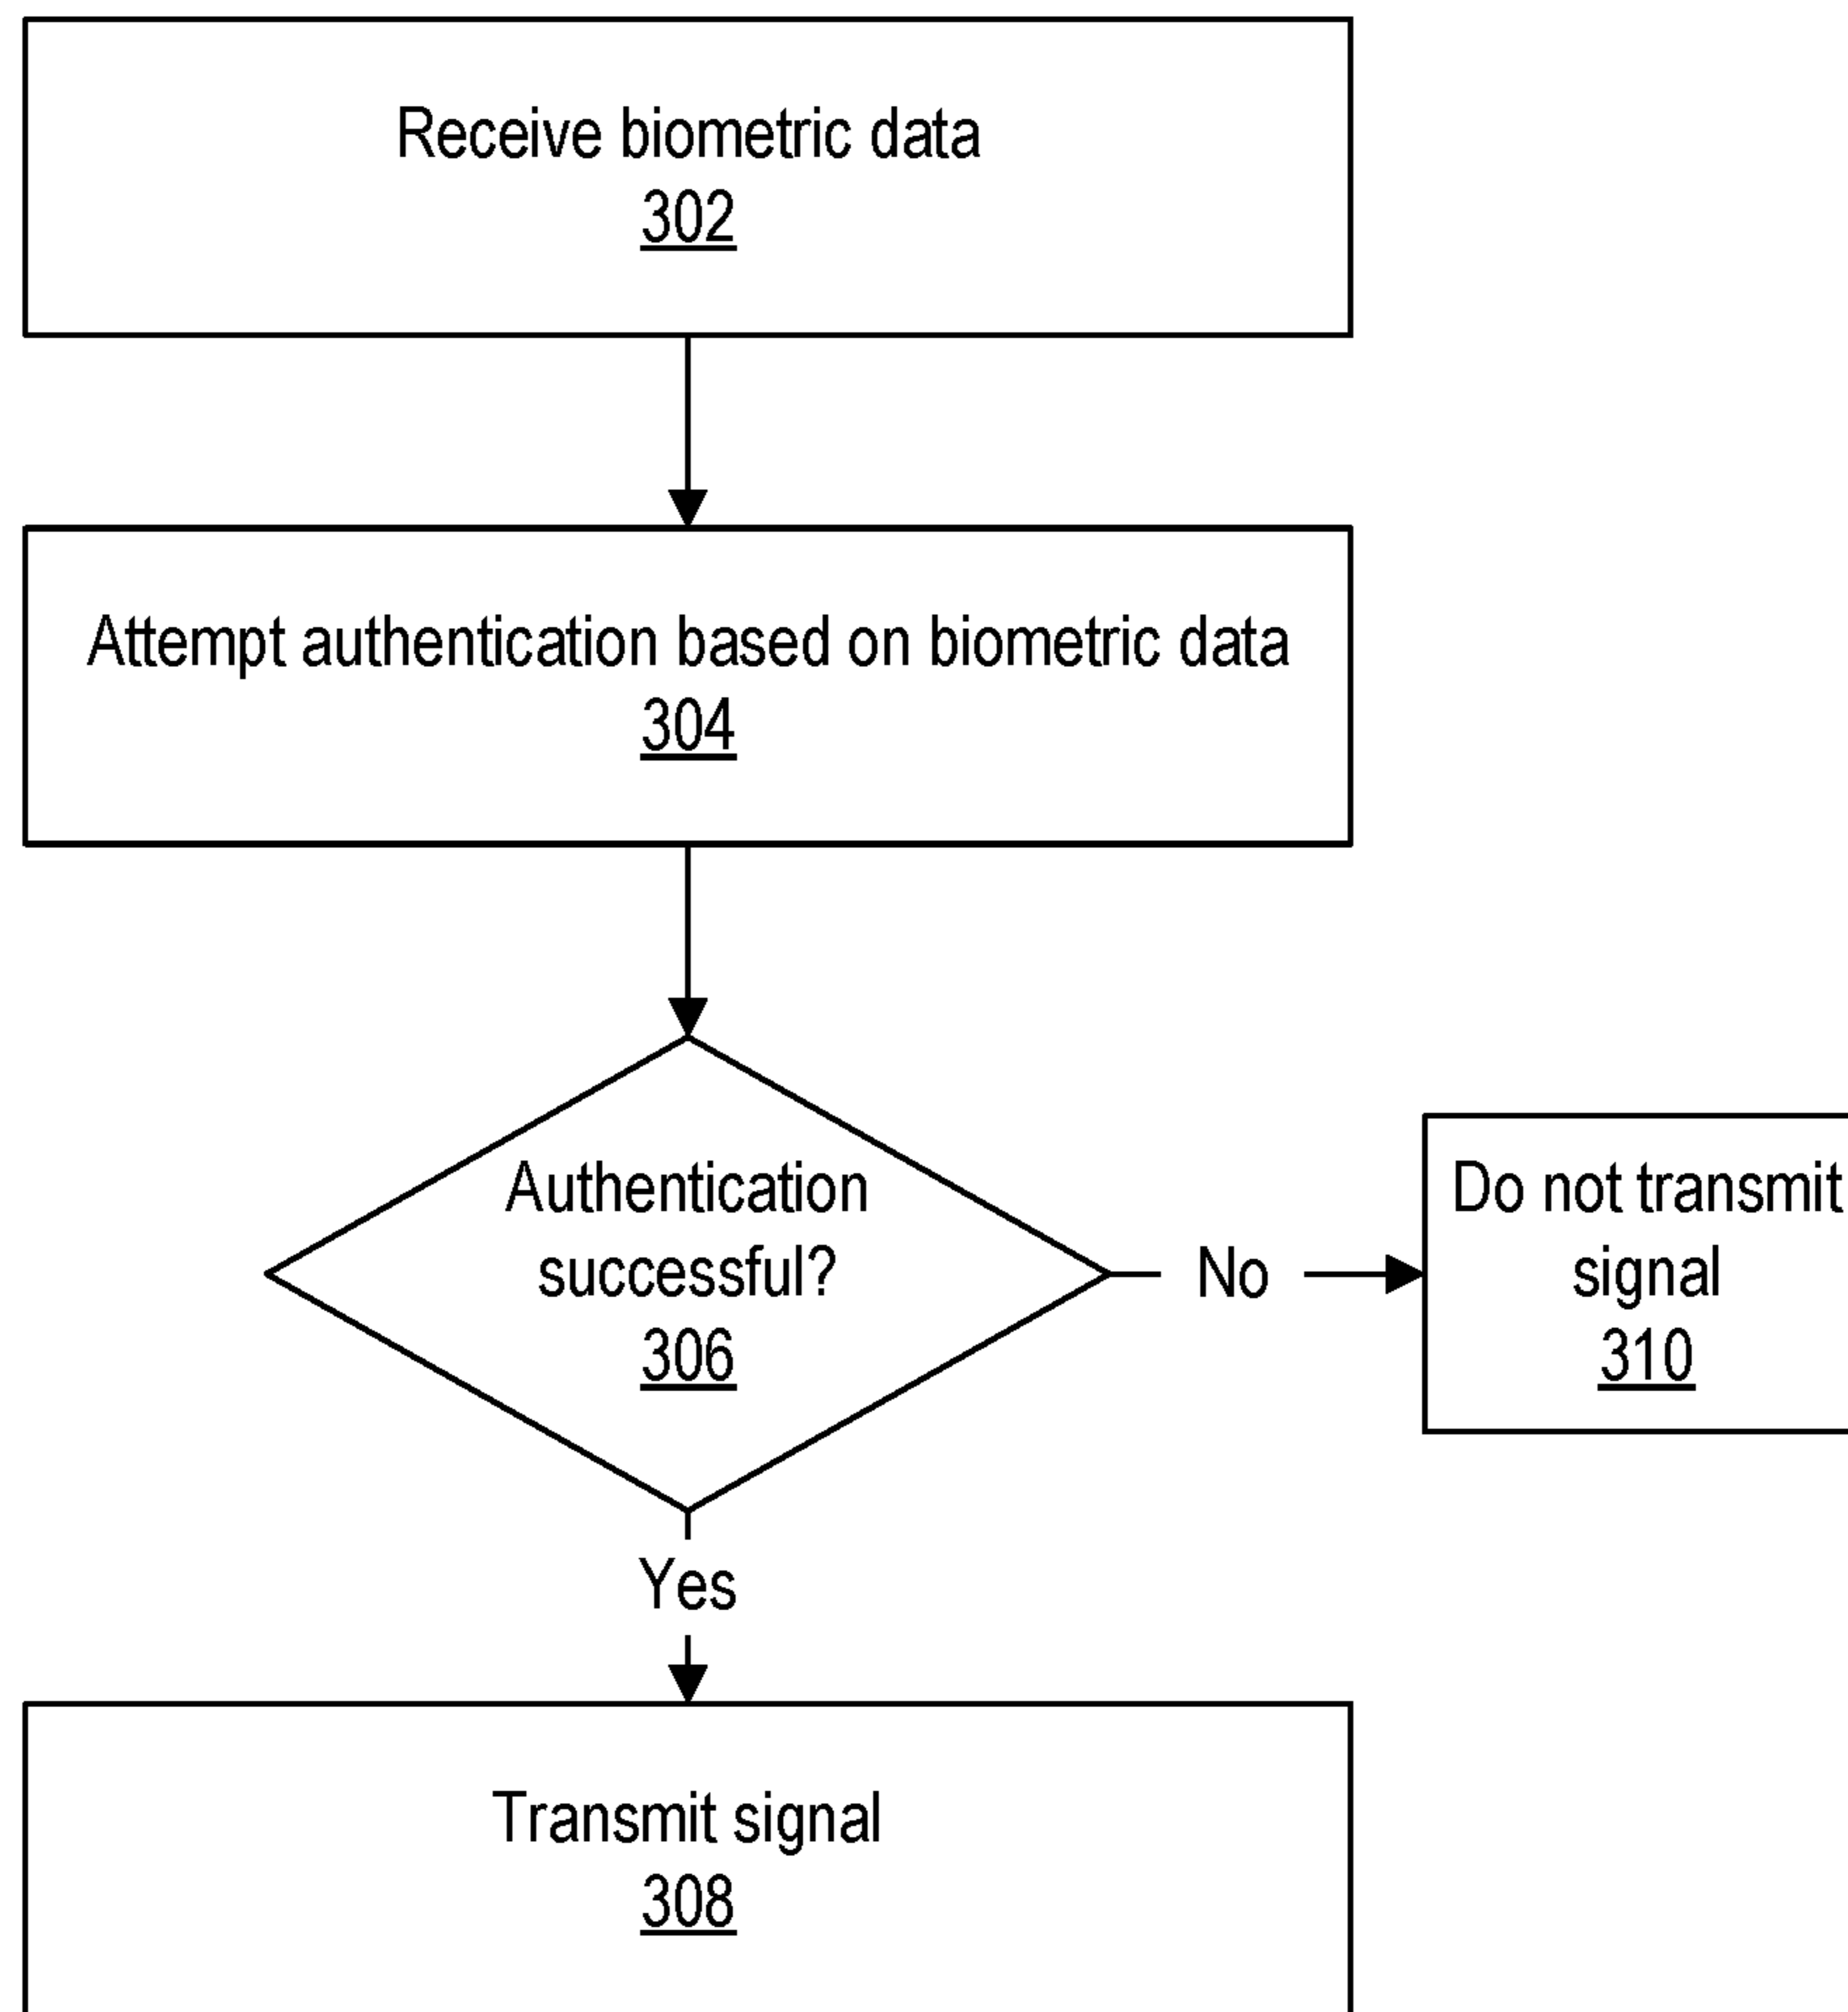 Receive biometric data
302
Attempt authentication based on biometric data
304
Authentication
successful?
306
No
Do not transmit
signal
310
Yes
Transmit signal
308